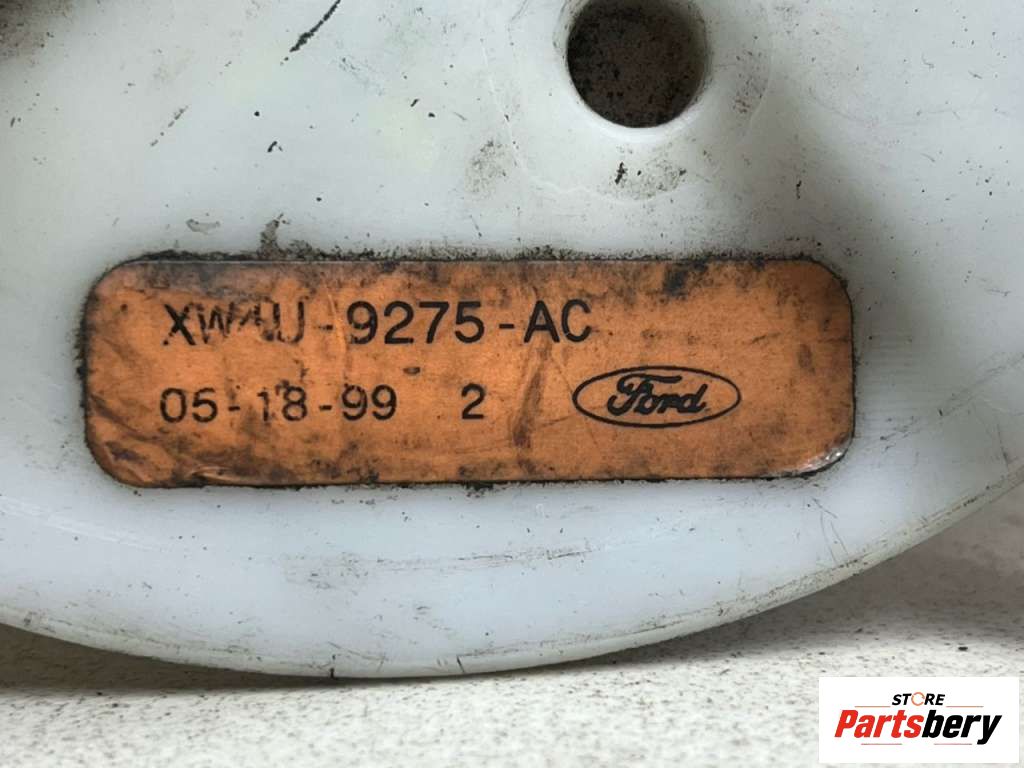 XW4U-9275-AC
05-18-99 2 Ford
STORE
Partsbery